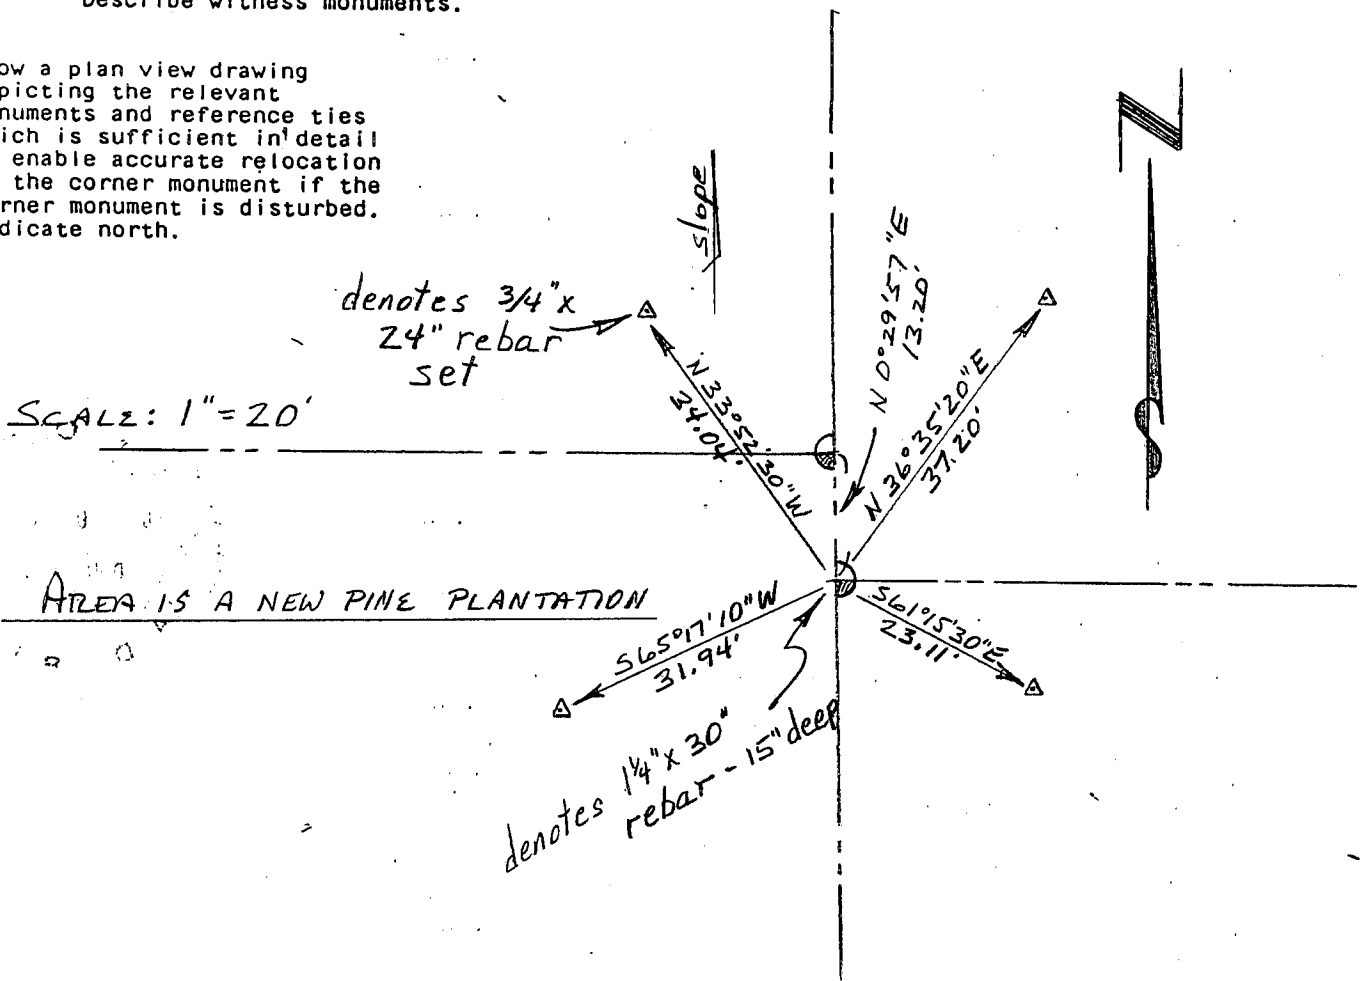 Describe witness monuments.
ow a plan view drawing
picting the relevant
numents and reference ties
ich is sufficient in detail
enable accurate relocation
the corner monument if the
rner monument is disturbed.
dicate north.
slope
denotes 3/4" x
24" rebar
set
SCALE: 1" = 20'
N 33°52'30" W
34.04'
N 0°29'57" E
13.20'
N 36°35'20" E
37.20'
AREA IS A NEW PINE PLANTATION
S 65°17'10" W
31.94'
S 61°15'30" E
23.11'
denotes 1¼" x 30"
rebar - 15" deep